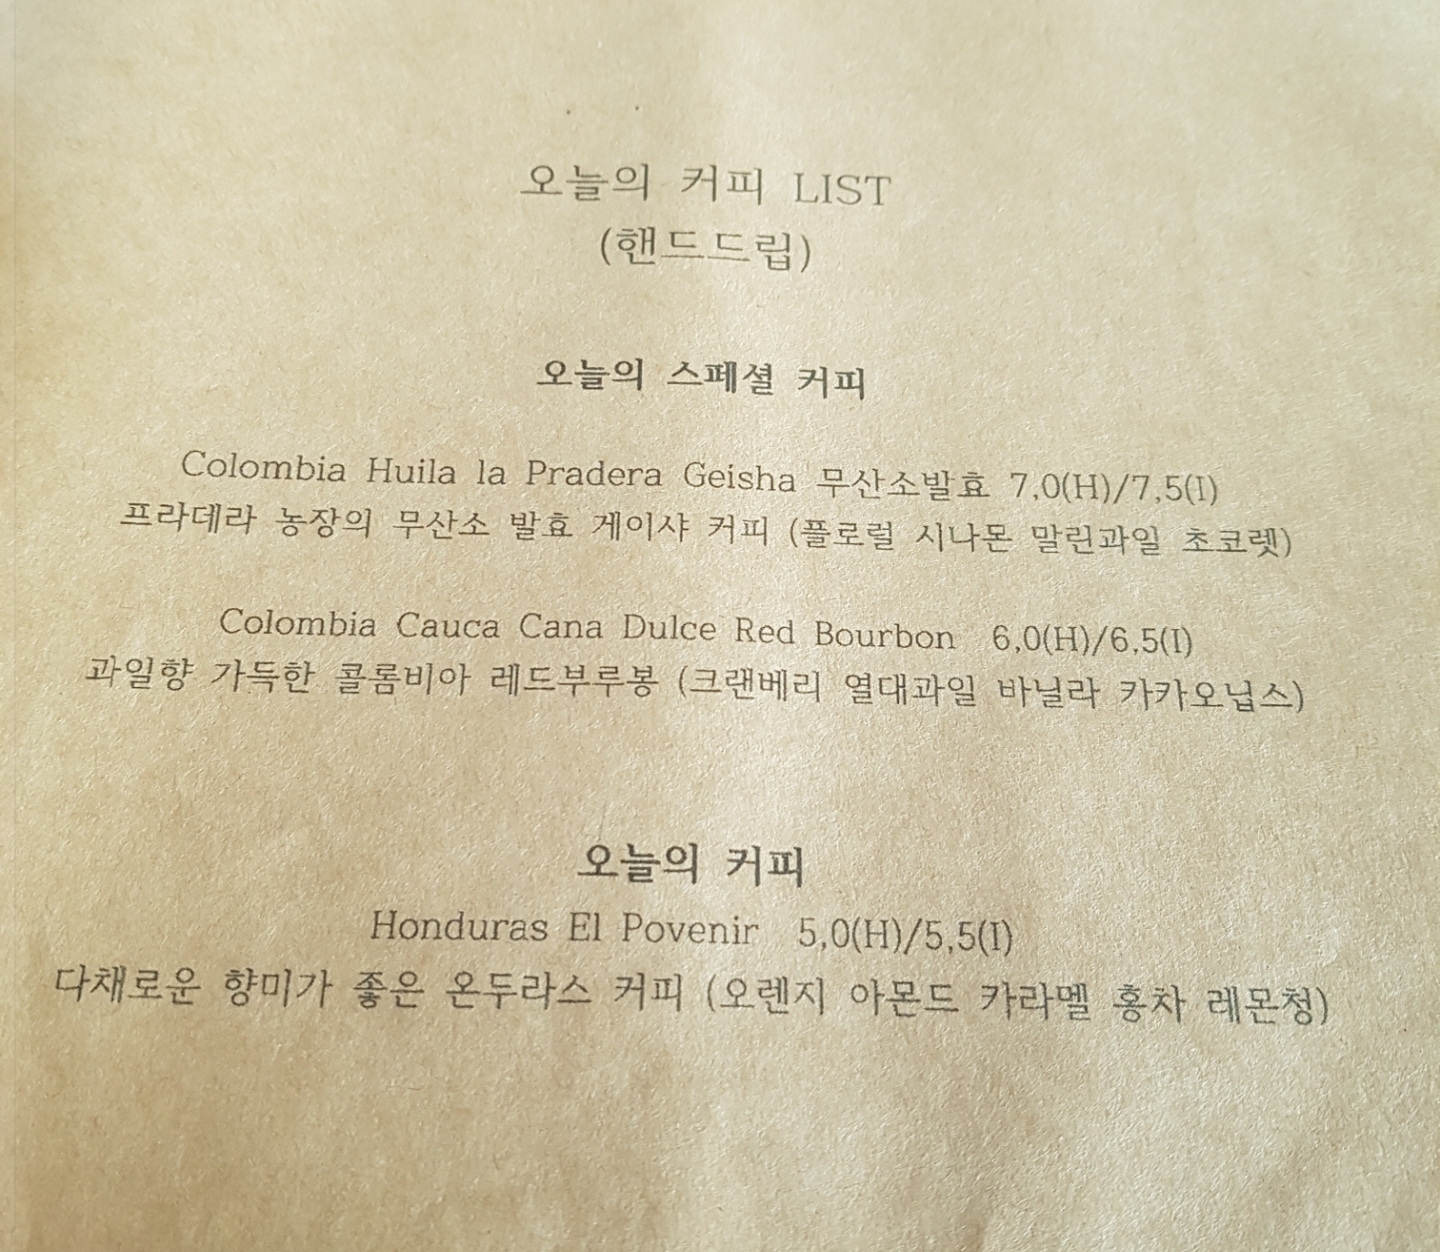 오늘의 커피 LIST
(핸드드립)
오늘의 스페셜 커피
Colombia Huila la Pradera Geisha 무산소발효 7,0(H)/7,5(I)
프라데라 농장의 무산소 발효 게이샤 커피 (플로럴 시나몬 말린과일 초코렛)
Colombia Cauca Cana Dulce Red Bourbon 6,0(H)/6,5(I)
과일향 가득한 콜롬비아 레드부루봉 (크랜베리 열대과일 바닐라 카카오닙스)
오늘의 커피
Honduras El Povenir 5,0(H)/5,5(I)
다채로운 향미가 좋은 온두라스 커피 (오렌지 아몬드 캬라멜 홍차 레몬청)